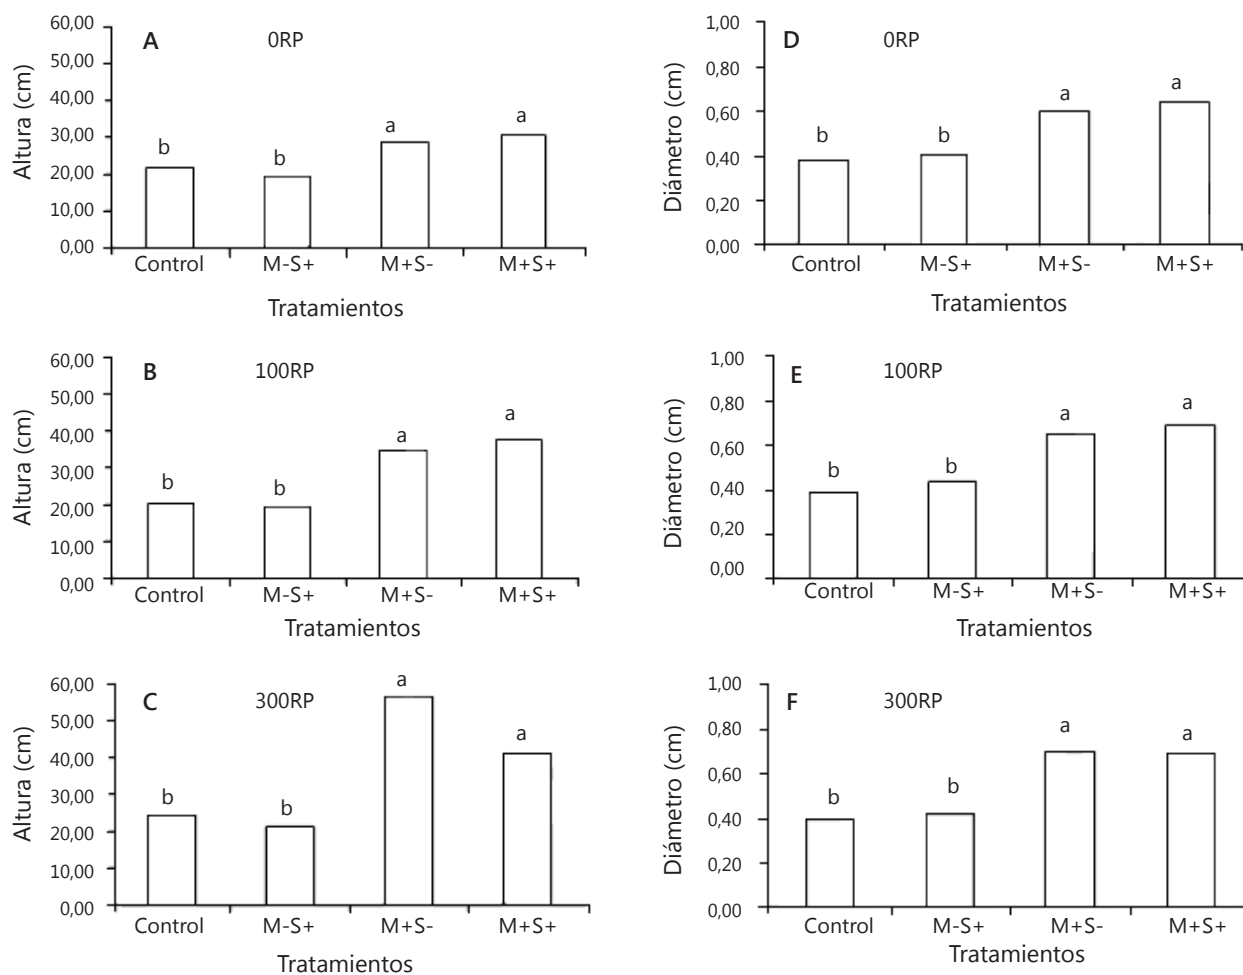 A 0RP
Altura (cm)
60,00
50,00
40,00
30,00
20,00
10,00
0,00
b
b
a
a
Control M-S+ M+S- M+S+
Tratamientos
D 0RP
Diámetro (cm)
1,00
0,80
0,60
0,40
0,20
0,00
b
b
a
a
Control M-S+ M+S- M+S+
Tratamientos
B 100RP
Altura (cm)
60,00
50,00
40,00
30,00
20,00
10,00
0,00
b
b
a
a
Control M-S+ M+S- M+S+
Tratamientos
E 100RP
Diámetro (cm)
1,00
0,80
0,60
0,40
0,20
0,00
b
b
a
a
Control M-S+ M+S- M+S+
Tratamientos
C 300RP
Altura (cm)
60,00
50,00
40,00
30,00
20,00
10,00
0,00
b
b
a
a
Control M-S+ M+S- M+S+
Tratamientos
F 300RP
Diámetro (cm)
1,00
0,80
0,60
0,40
0,20
0,00
b
b
a
a
Control M-S+ M+S- M+S+
Tratamientos